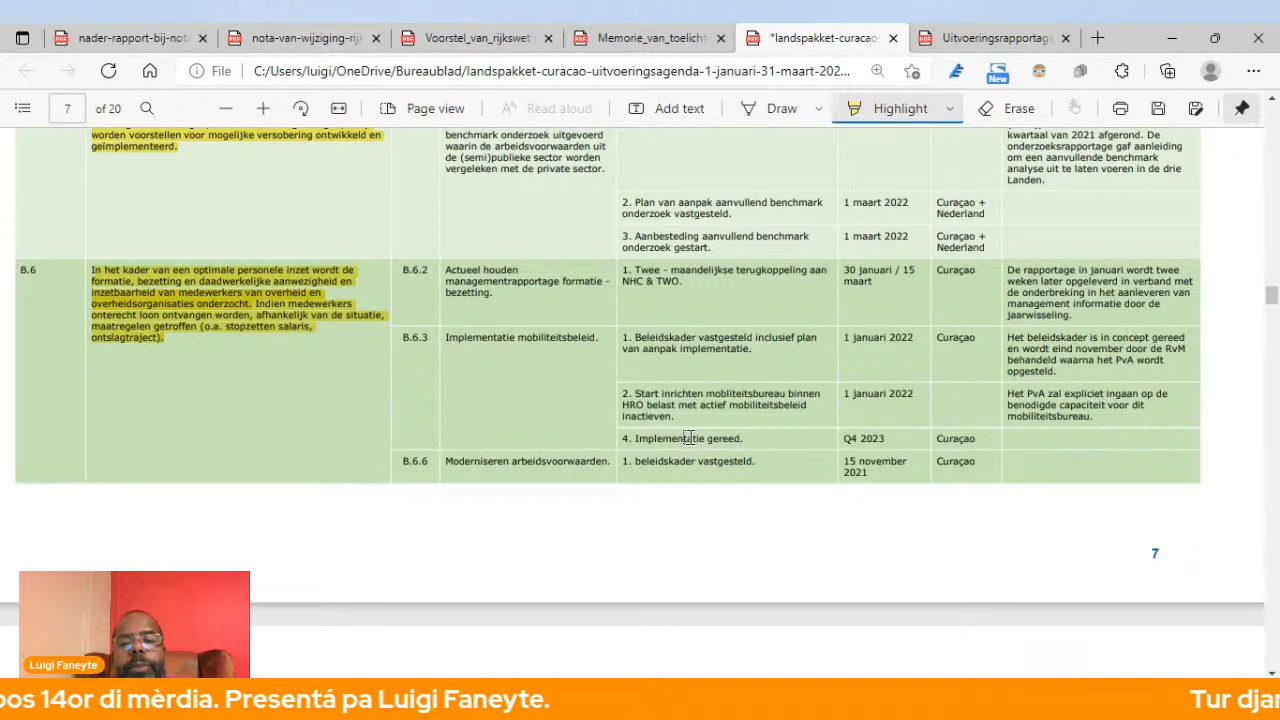 nader-rapport-bij-not
nota-van-wijziging-rijk
Voorstel_van_rijkswet
Memorie_van_toelicht
*landspakket-curacao-
Uitvoeringsrapportage
File
C:/Users/luigi/OneDrive/Bureaublad/landspakket-curacao-uitvoeringsagenda-1-januari-31-maart-202...
New
7
of 20
Page view
Read aloud
Add text
Draw
Highlight
Erase
worden voorstellen voor mogelijke versobering ontwikkeld en
geïmplementeerd.
benchmark onderzoek uitgevoerd
waarin de arbeidsvoorwaarden uit
de (semi)publieke sector worden
vergeleken met de private sector.
kwartaal van 2021 afgerond. De
onderzoeksrapportage gaf aanleiding
om een aanvullende benchmark
analyse uit te laten voeren in de drie
Landen.
2. Plan van aanpak aanvullend benchmark
onderzoek vastgesteld.
1 maart 2022
Curaçao +
Nederland
3. Aanbesteding aanvullend benchmark
onderzoek gestart.
1 maart 2022
Curaçao +
Nederland
B.6
In het kader van een optimale personele inzet wordt de
formatie, bezetting en daadwerkelijke aanwezigheid en
inzetbaarheid van medewerkers van overheid en
overheidsorganisaties onderzocht. Indien medewerkers
onterecht loon ontvangen worden, afhankelijk van de situatie,
maatregelen getroffen (o.a. stopzetten salaris,
ontslagtraject).
B.6.2
Actueel houden
managementrapportage formatie -
bezetting.
1. Twee - maandelijkse terugkoppeling aan
NHC & TWO.
30 januari / 15
maart
Curaçao
De rapportage in januari wordt twee
weken later opgeleverd in verband met
de onderbreking in het aanleveren van
management informatie door de
jaarwisseling.
B.6.3
Implementatie mobiliteitsbeleid.
1. Beleidskader vastgesteld inclusief plan
van aanpak implementatie.
1 januari 2022
Curaçao
Het beleidskader is in concept gereed
en wordt eind november door de RvM
behandeld waarna het PvA wordt
opgesteld.
2. Start inrichten mobliteitsbureau binnen
HRO belast met actief mobiliteitsbeleid
inactieven.
1 januari 2022
Het PvA zal expliciet ingaan op de
benodigde capaciteit voor dit
mobiliteitsbureau.
4. Implementatie gereed.
Q4 2023
Curaçao
B.6.6
Moderniseren arbeidsvoorwaarden.
1. beleidskader vastgesteld.
15 november
2021
Curaçao
7
Luigi Faneyte
oos 14or di mèrdia. Presentá pa Luigi Faneyte.
Tur djar